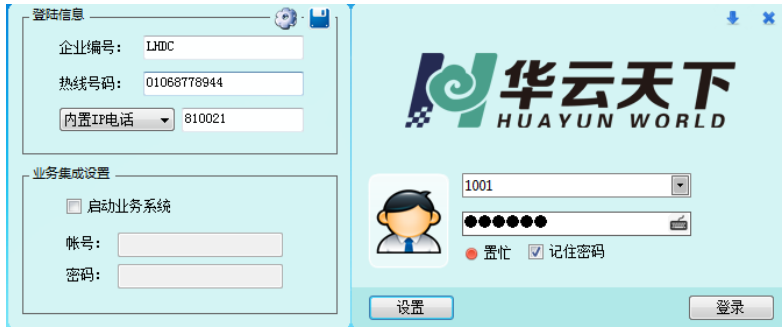 登陆信息
企业编号： LHDC
热线号码： 01068778944
内置IP电话 810021
业务集成设置
启动业务系统
帐号：
密码：
华云天下
HUAYUN WORLD
1001
●●●●●●
置忙 记住密码
设置 登录